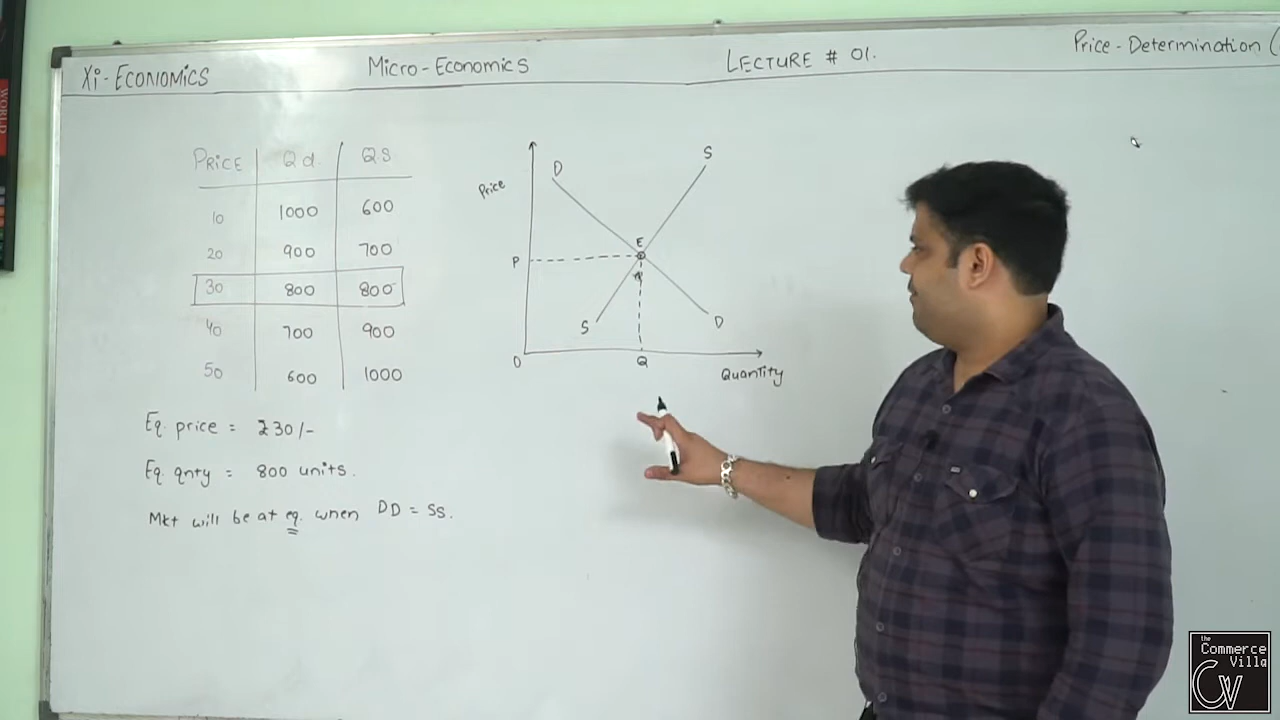 WORLD
XI-ECONOMICS
Micro-Economics
LECTURE # 01.
Price-Determination (
PRICE Qd. QS
10 1000 600
20 900 700
30 800 800
40 700 900
50 600 1000
Price
D
S
E
P
S
D
O
Q
Quantity
Eq. price = ₹30/-
Eq. qnty = 800 units.
Mkt will be at eq. when DD = SS.
the
Commerce
Villa
CV